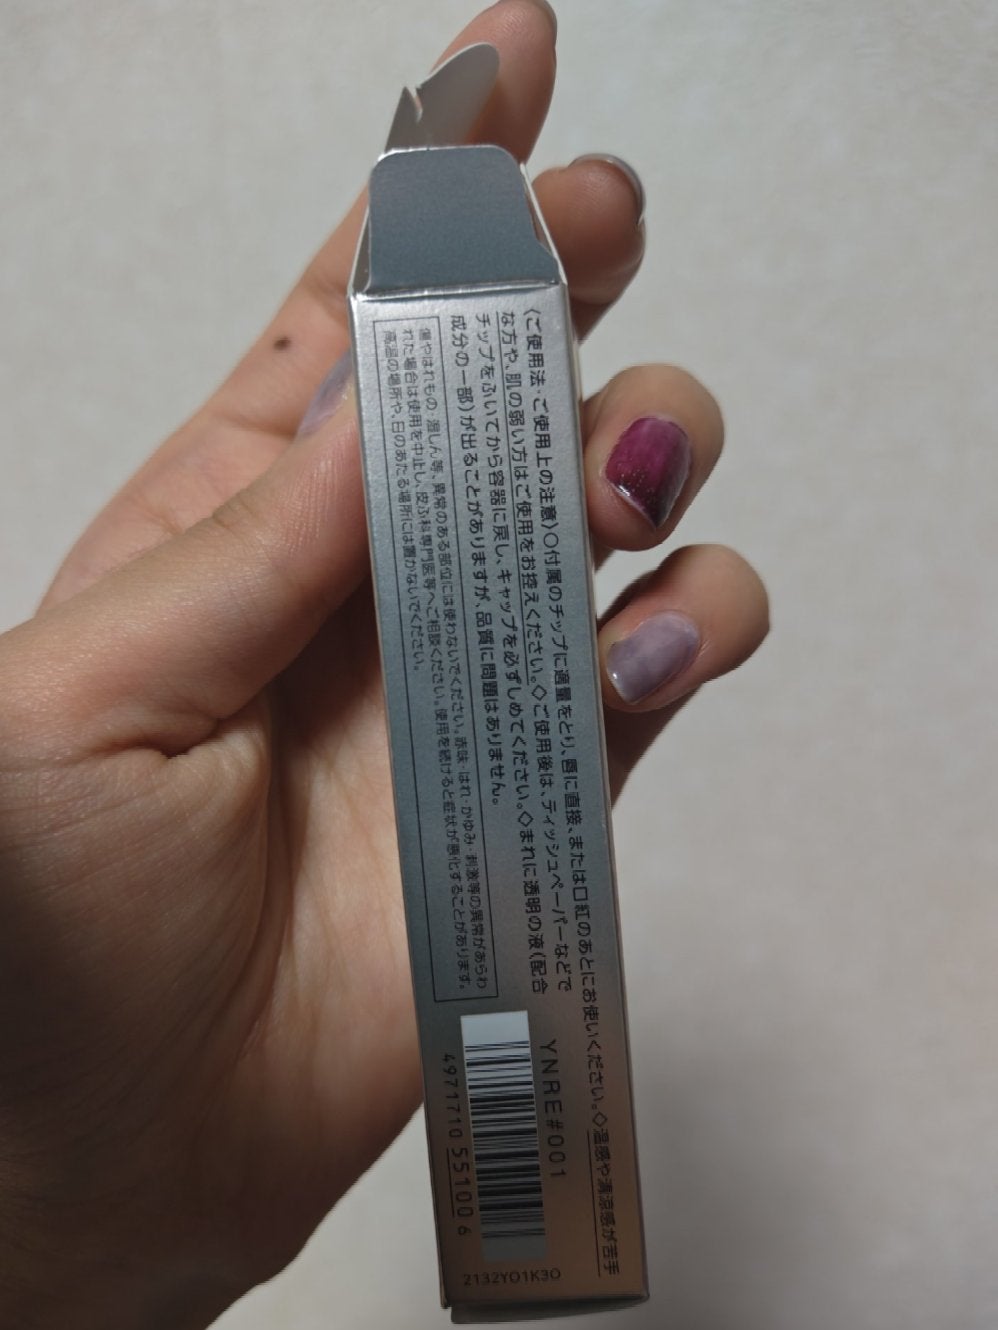 〈ご使用法・ご使用上の注意〉○付属のチップに適量をとり、唇に直接、または口紅のあとにお使いください。◇温感や清涼感が苦手
な方や、肌の弱い方はご使用をお控えください。◇ご使用後は、ティッシュペーパーなどで
チップをふいてから容器に戻し、キャップを必ずしめてください。◇まれに透明の液(配合
成分の一部)が出ることがありますが、品質に問題はありません。
傷やはれもの・湿しん等、異常のある部位には使わないでください。赤味・はれ・かゆみ・刺激等の異常があらわ
れた場合は使用を中止し、皮ふ科専門医等へご相談ください。使用を続けると症状が悪化することがあります。
高温の場所や、日のあたる場所には置かないでください。
YNRE#001
4971710 55100 6
2132Y01K30